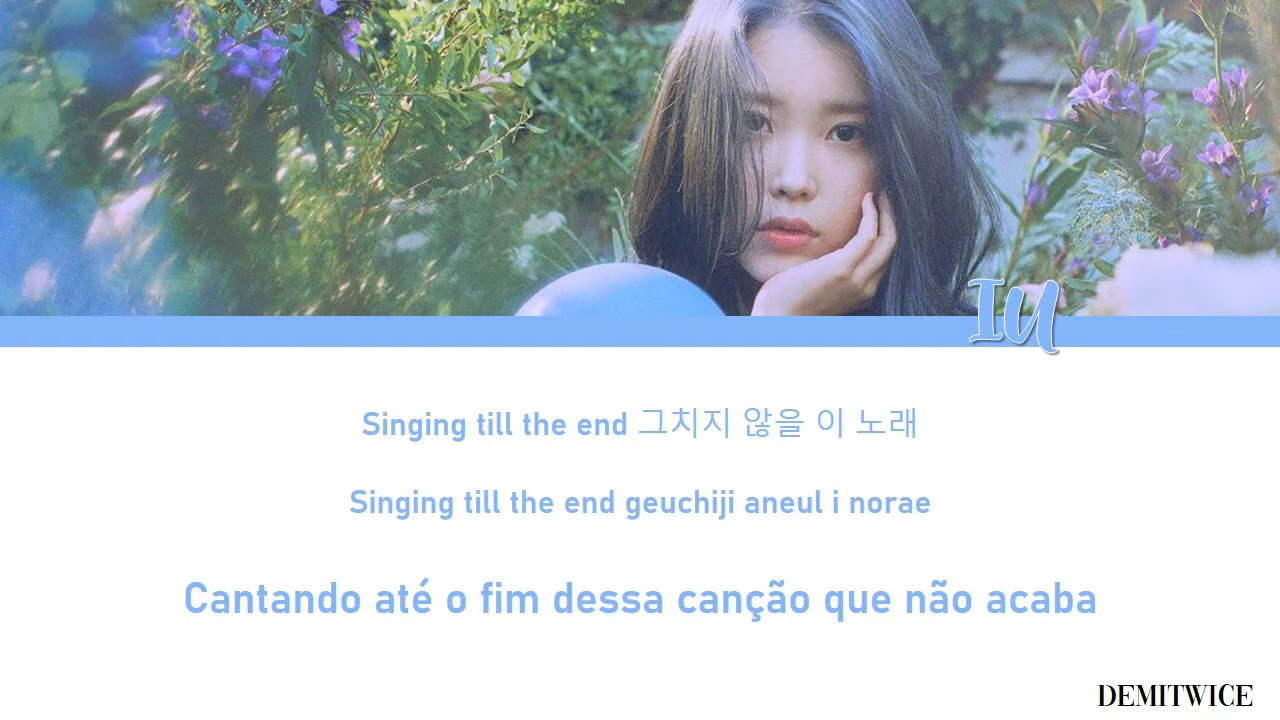 IU
Singing till the end 그치지 않을 이 노래
Singing till the end geuchiji aneul i norae
Cantando até o fim dessa canção que não acaba
DEMITWICE